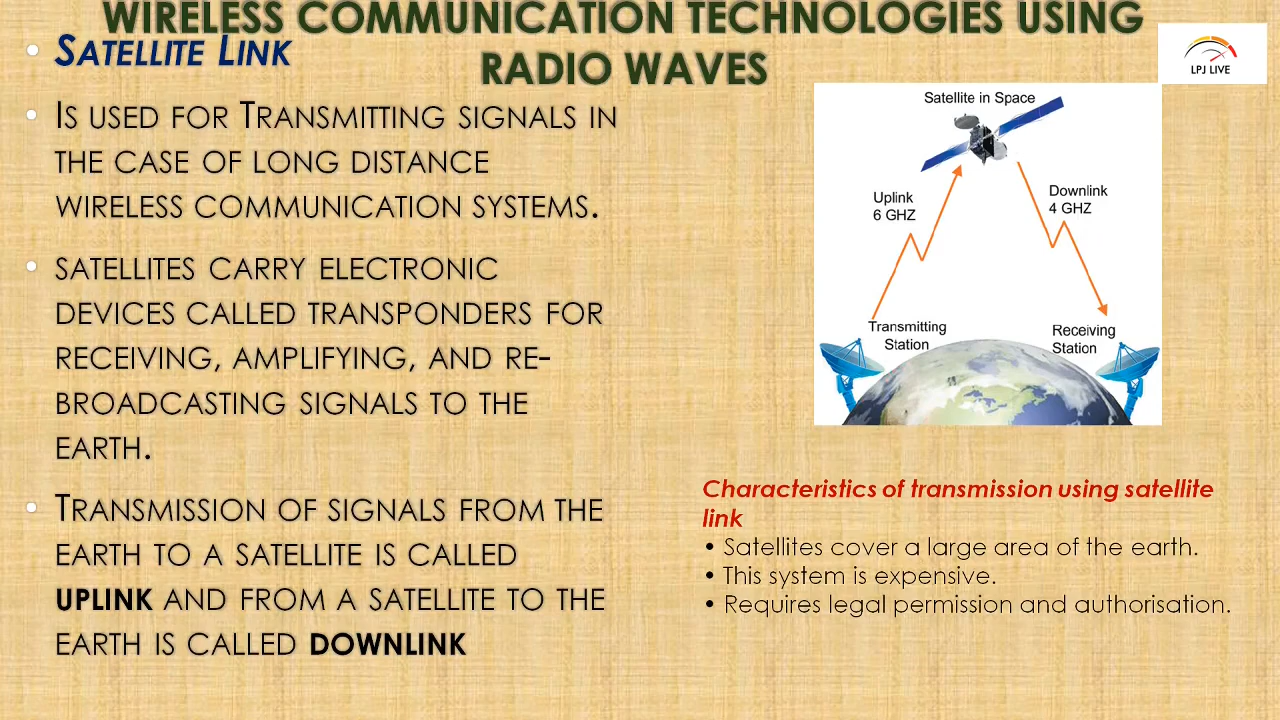 WIRELESS COMMUNICATION TECHNOLOGIES USING
RADIO WAVES
LPJ LIVE
• SATELLITE LINK
• IS USED FOR TRANSMITTING SIGNALS IN
THE CASE OF LONG DISTANCE
WIRELESS COMMUNICATION SYSTEMS.
• SATELLITES CARRY ELECTRONIC
DEVICES CALLED TRANSPONDERS FOR
RECEIVING, AMPLIFYING, AND RE-
BROADCASTING SIGNALS TO THE
EARTH.
• TRANSMISSION OF SIGNALS FROM THE
EARTH TO A SATELLITE IS CALLED
UPLINK AND FROM A SATELLITE TO THE
EARTH IS CALLED DOWNLINK
Satellite in Space
Uplink
6 GHZ
Downlink
4 GHZ
Transmitting
Station
Receiving
Station
Characteristics of transmission using satellite
link
• Satellites cover a large area of the earth.
• This system is expensive.
• Requires legal permission and authorisation.